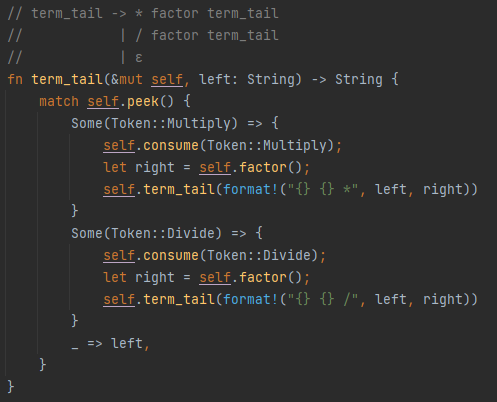 // term_tail -> * factor term_tail
//            | / factor term_tail
//            | ε
fn term_tail(&mut self, left: String) -> String {
    match self.peek() {
        Some(Token::Multiply) => {
            self.consume(Token::Multiply);
            let right = self.factor();
            self.term_tail(format!("{} {} *", left, right))
        }
        Some(Token::Divide) => {
            self.consume(Token::Divide);
            let right = self.factor();
            self.term_tail(format!("{} {} /", left, right))
        }
        _ => left,
    }
}